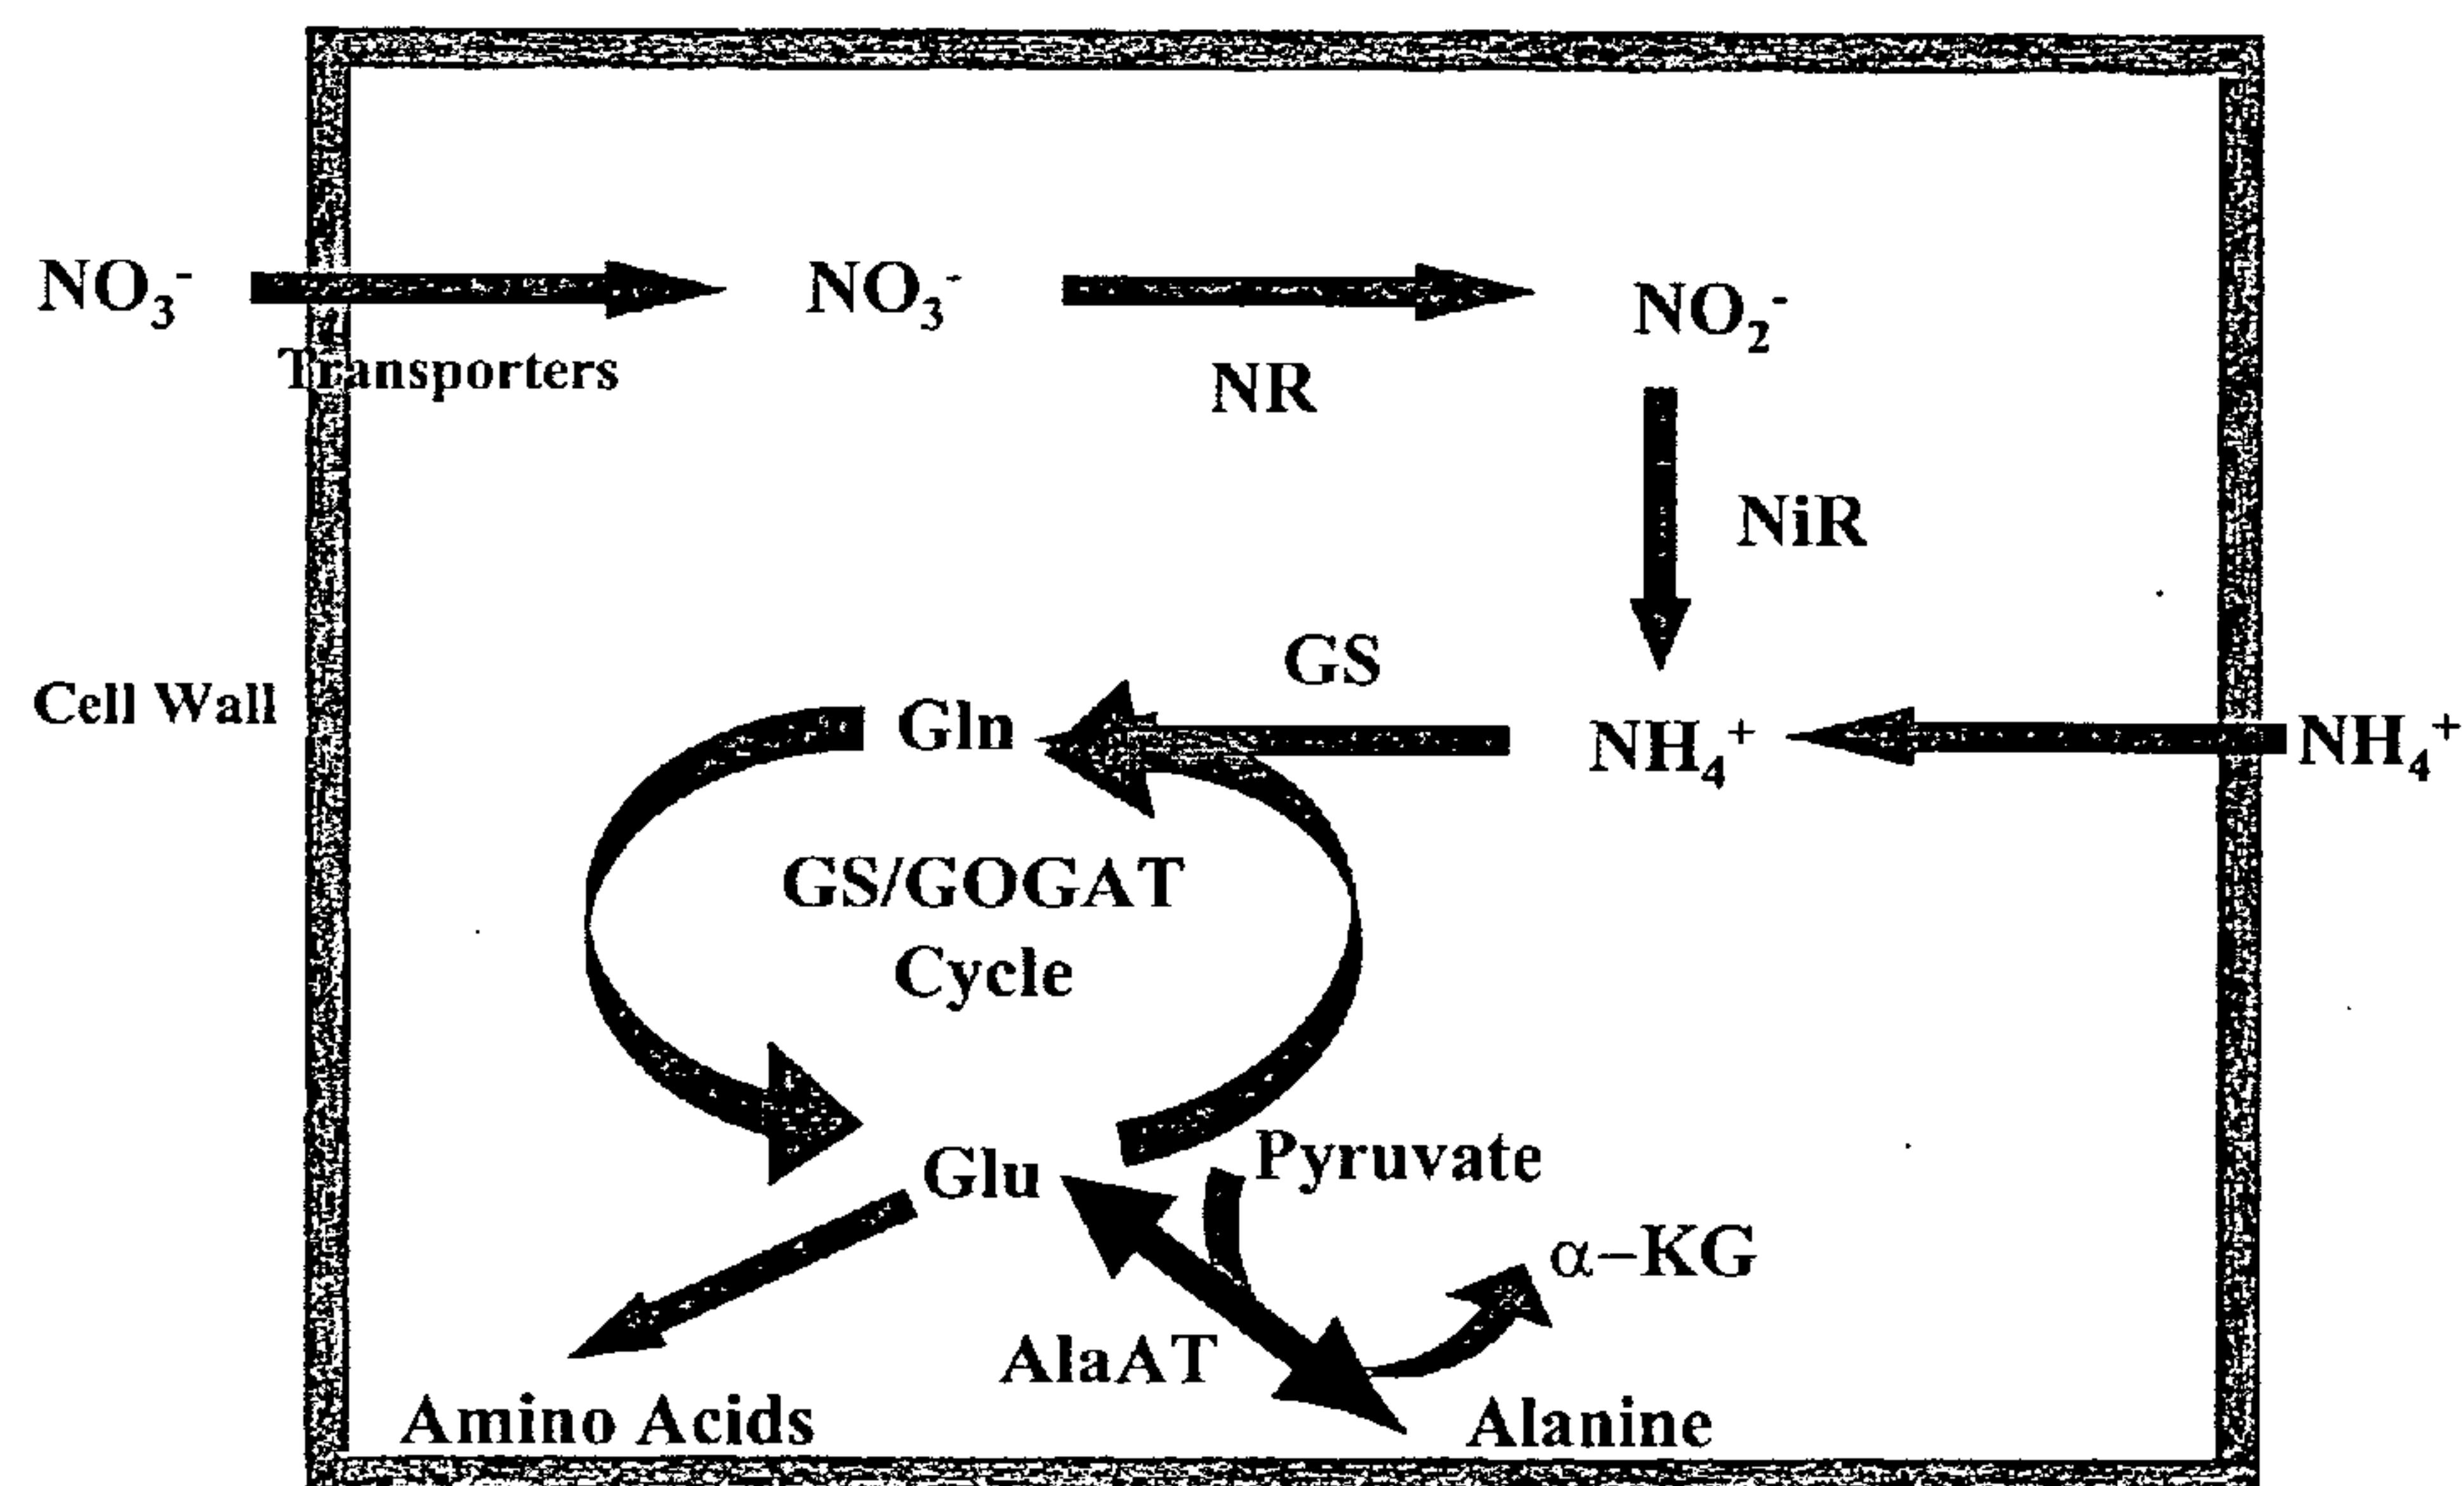 NO₃⁻
NO₃⁻
NO₂⁻
Transporters
NR
NiR
GS
Cell Wall
Gln
NH₄⁺
NH₄⁺
GS/GOGAT
Cycle
Pyruvate
Glu
α–KG
AlaAT
Amino Acids
Alanine